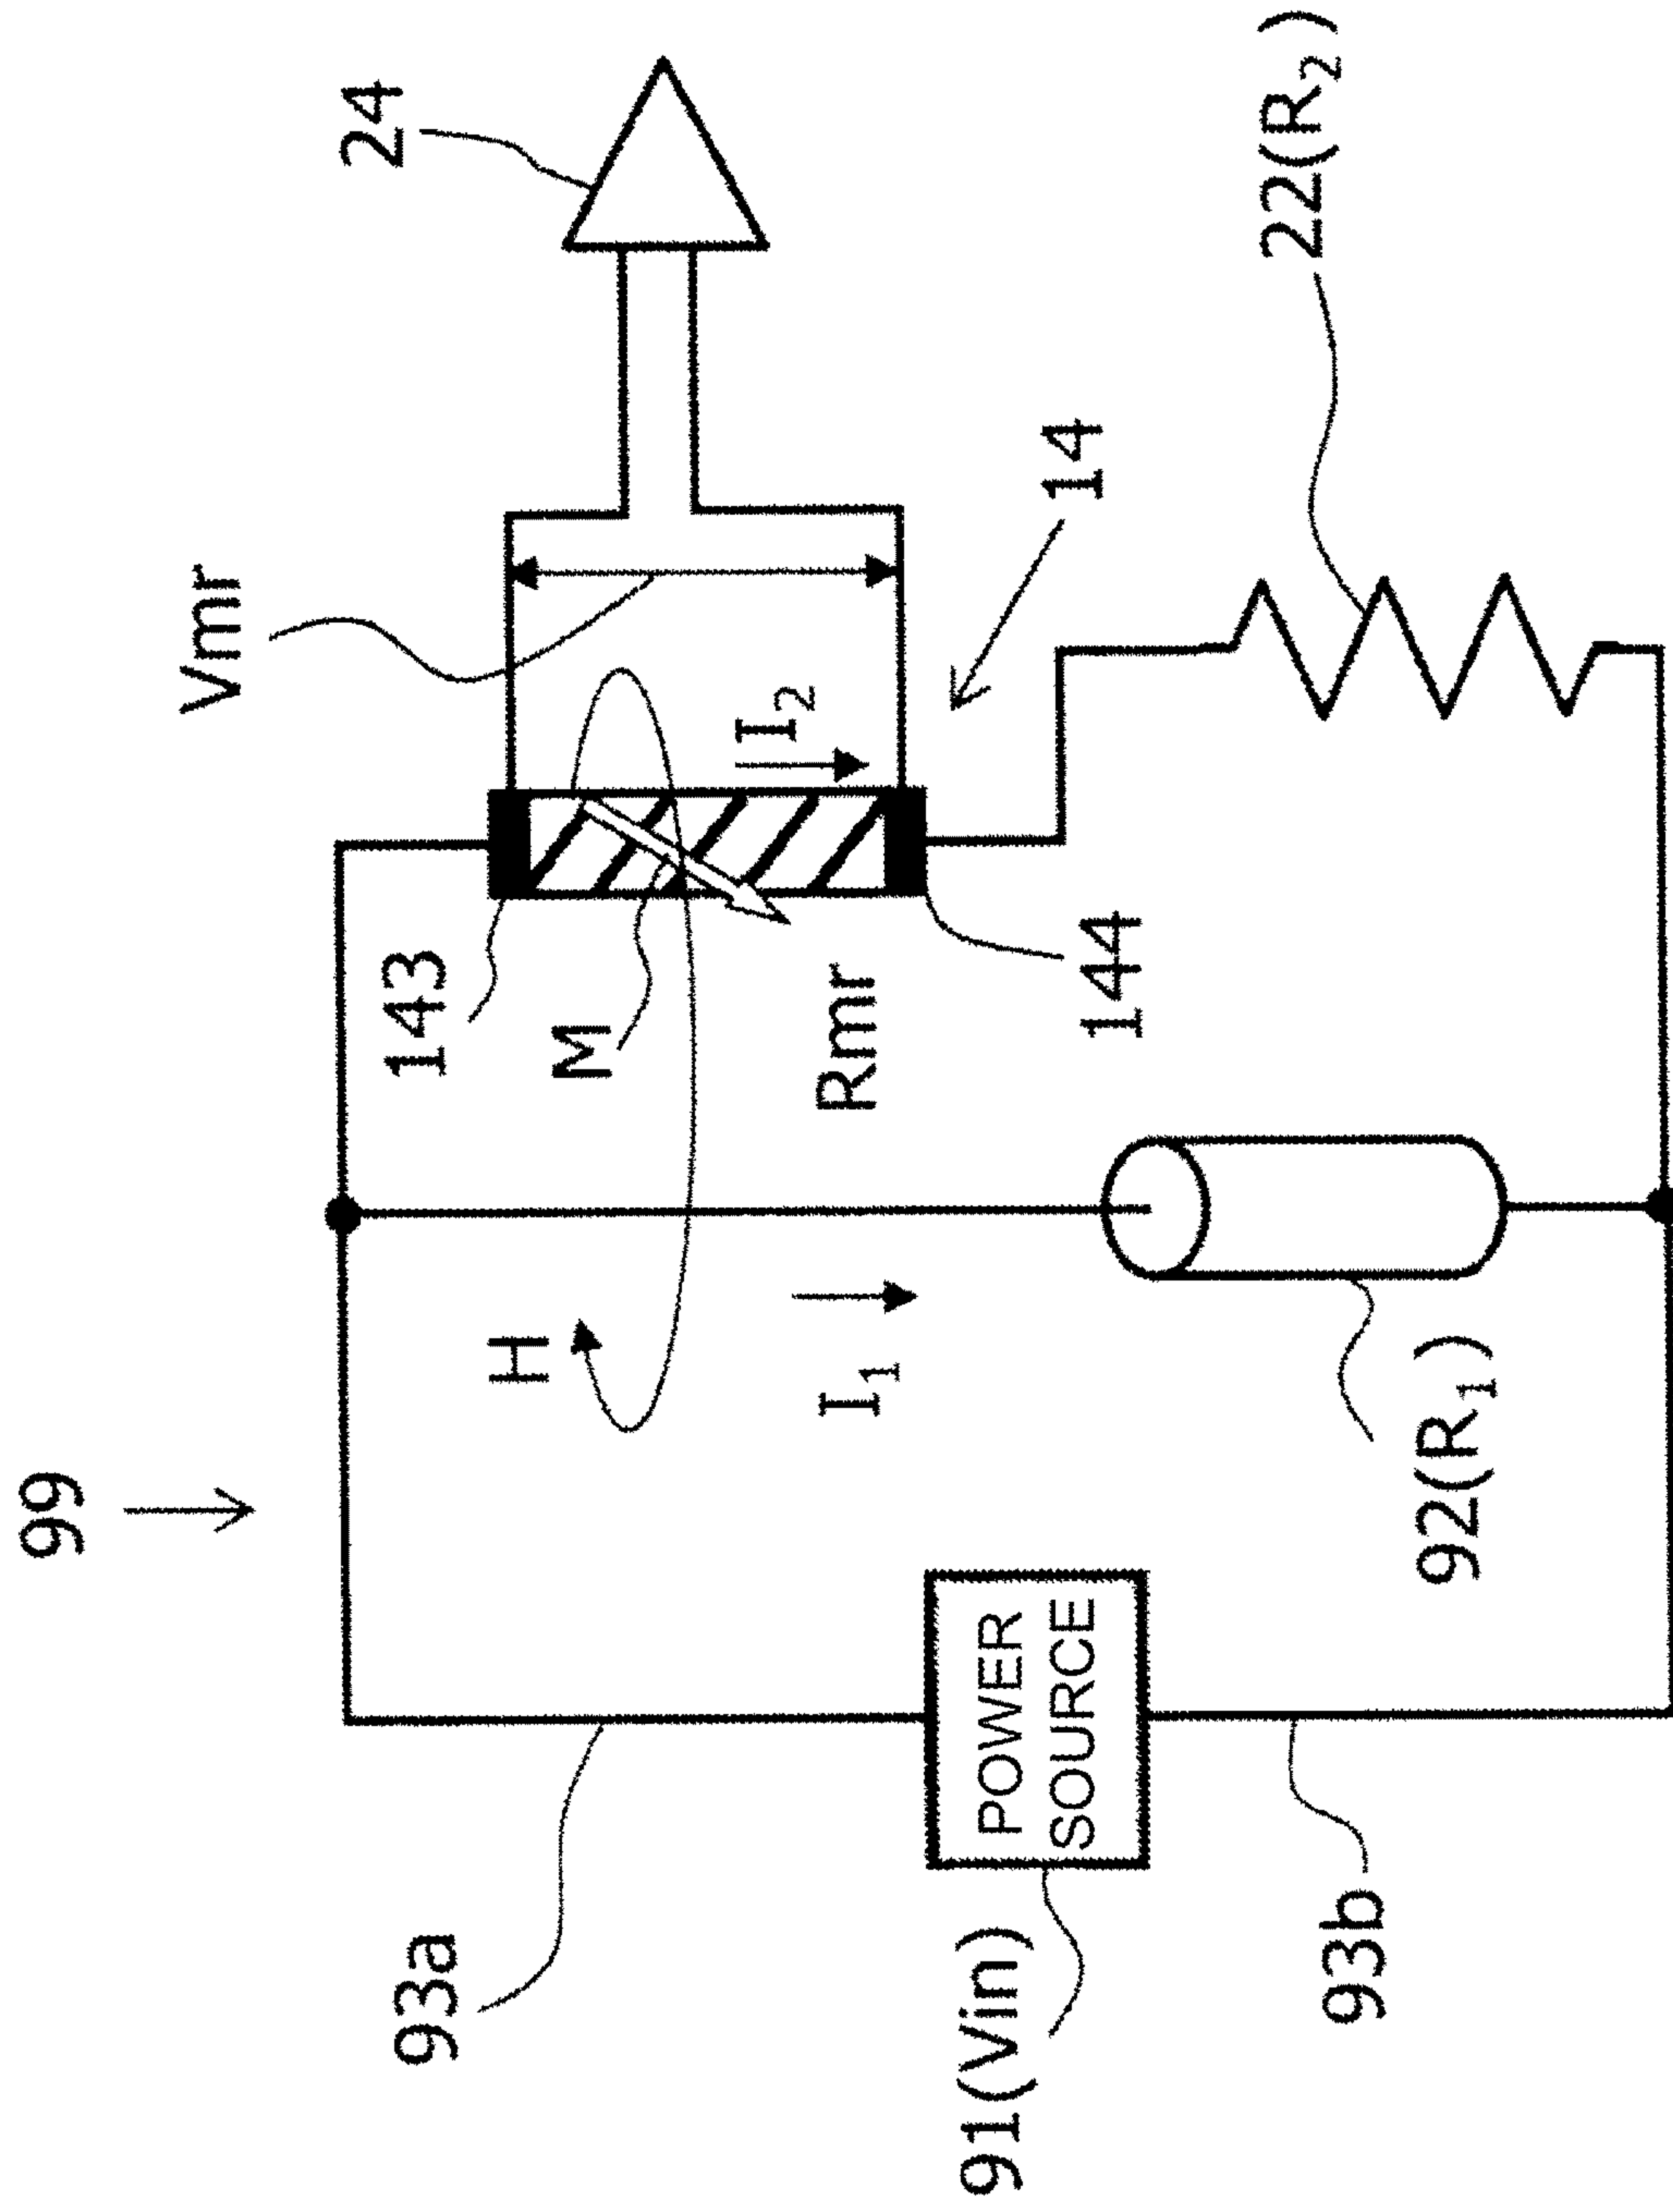 99
Vmr
24
93a
H
143
M
I₂
14
I₁
Rmr
144
91(Vin)
POWER
SOURCE
93b
92(R₁)
22(R₂)